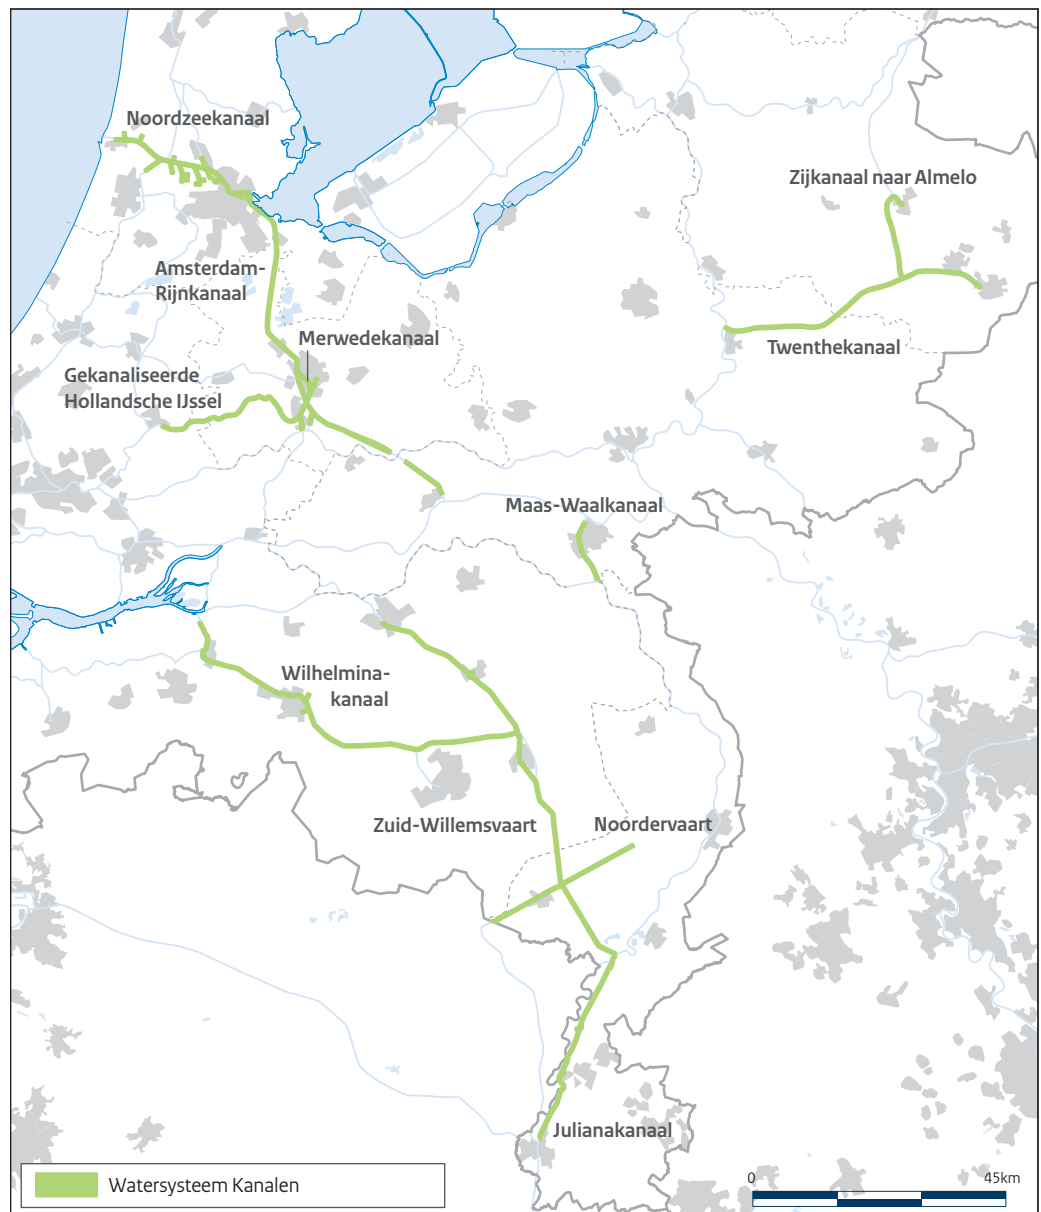 Noordzeekanaal
Zijkanaal naar Almelo
Amsterdam-
Rijnkanaal
Merwedekanaal
Twenthekanaal
Gekanaliseerde
Hollandsche IJssel
Maas-Waalkanaal
Wilhelmina-
kanaal
Zuid-Willemsvaart
Noordervaart
Julianakanaal
Watersysteem Kanalen
0
45km